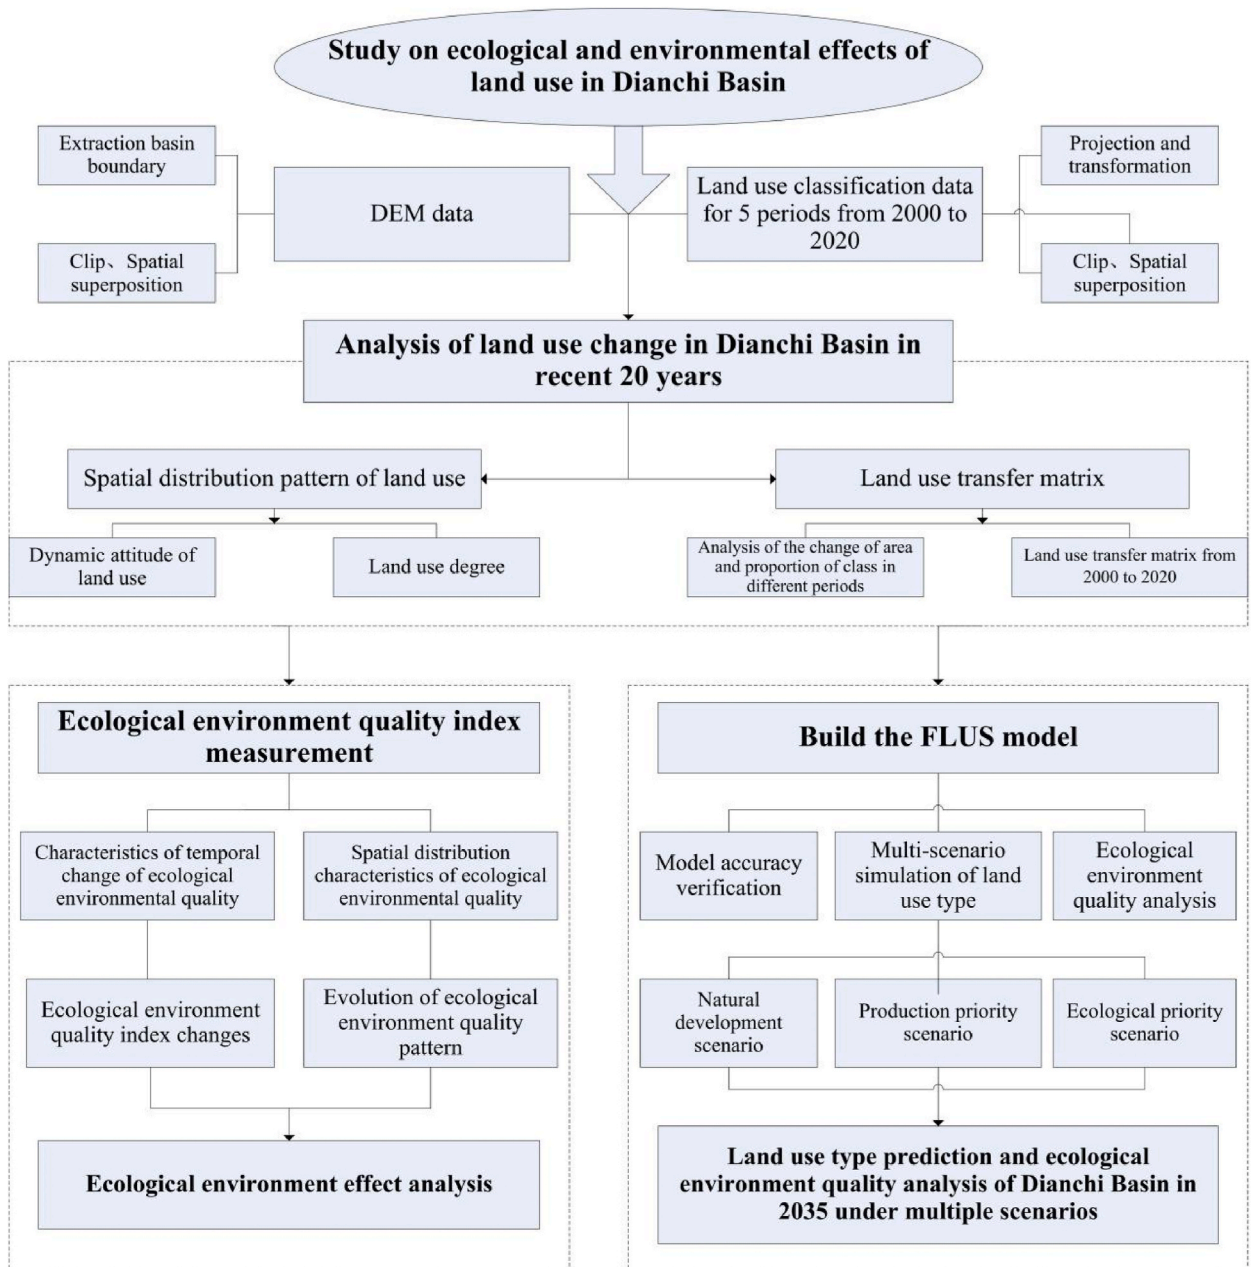 Study on ecological and environmental effects of
land use in Dianchi Basin
Extraction basin
boundary
DEM data
Land use classification data
for 5 periods from 2000 to
2020
Projection and
transformation
Clip、Spatial
superposition
Clip、Spatial
superposition
Analysis of land use change in Dianchi Basin in
recent 20 years
Spatial distribution pattern of land use
Land use transfer matrix
Dynamic attitude of
land use
Land use degree
Analysis of the change of area
and proportion of class in
different periods
Land use transfer matrix from
2000 to 2020
Ecological environment quality index
measurement
Characteristics of temporal
change of ecological
environmental quality
Spatial distribution
characteristics of ecological
environmental quality
Ecological environment
quality index changes
Evolution of ecological
environment quality
pattern
Ecological environment effect analysis
Build the FLUS model
Model accuracy
verification
Multi-scenario
simulation of land
use type
Ecological
environment
quality analysis
Natural
development
scenario
Production priority
scenario
Ecological priority
scenario
Land use type prediction and ecological
environment quality analysis of Dianchi Basin in
2035 under multiple scenarios